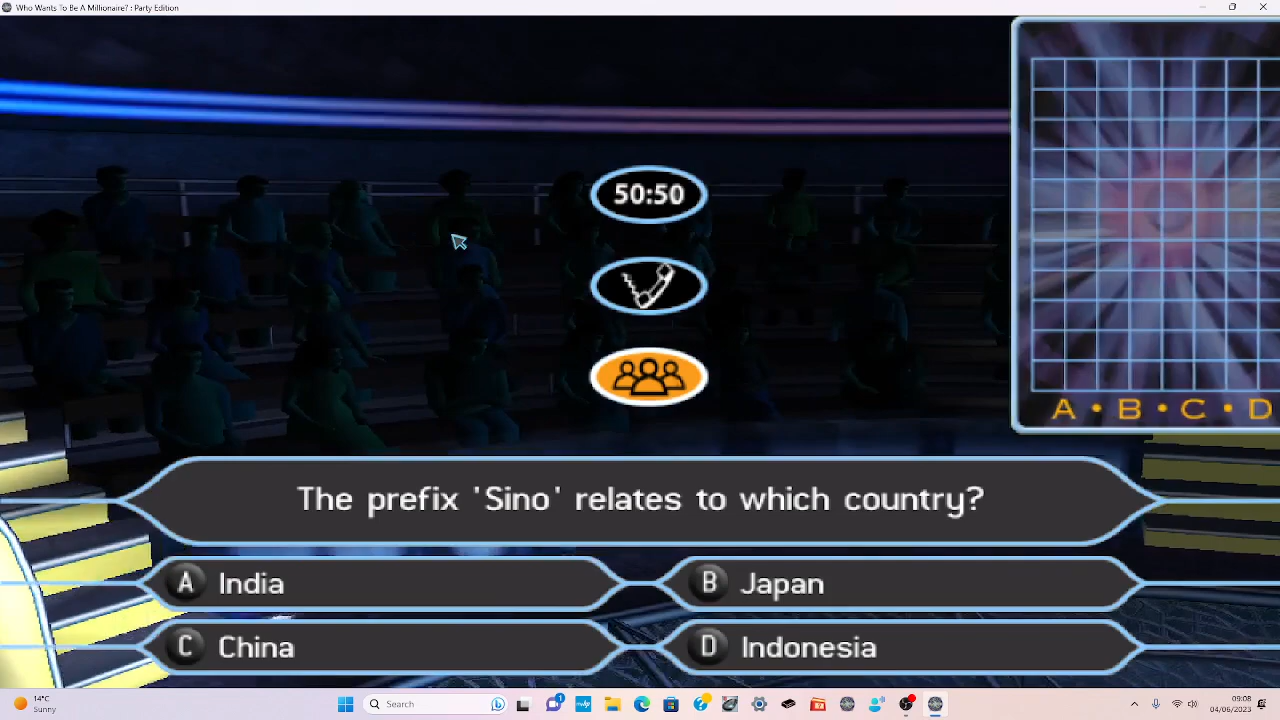 Who Wants To Be A Millionaire? : Party Edition
50:50
A • B • C • D
The prefix 'Sino' relates to which country?
A India
B Japan
C China
D Indonesia
14°C
Sunny
Search
1
09:08
04/06/2023